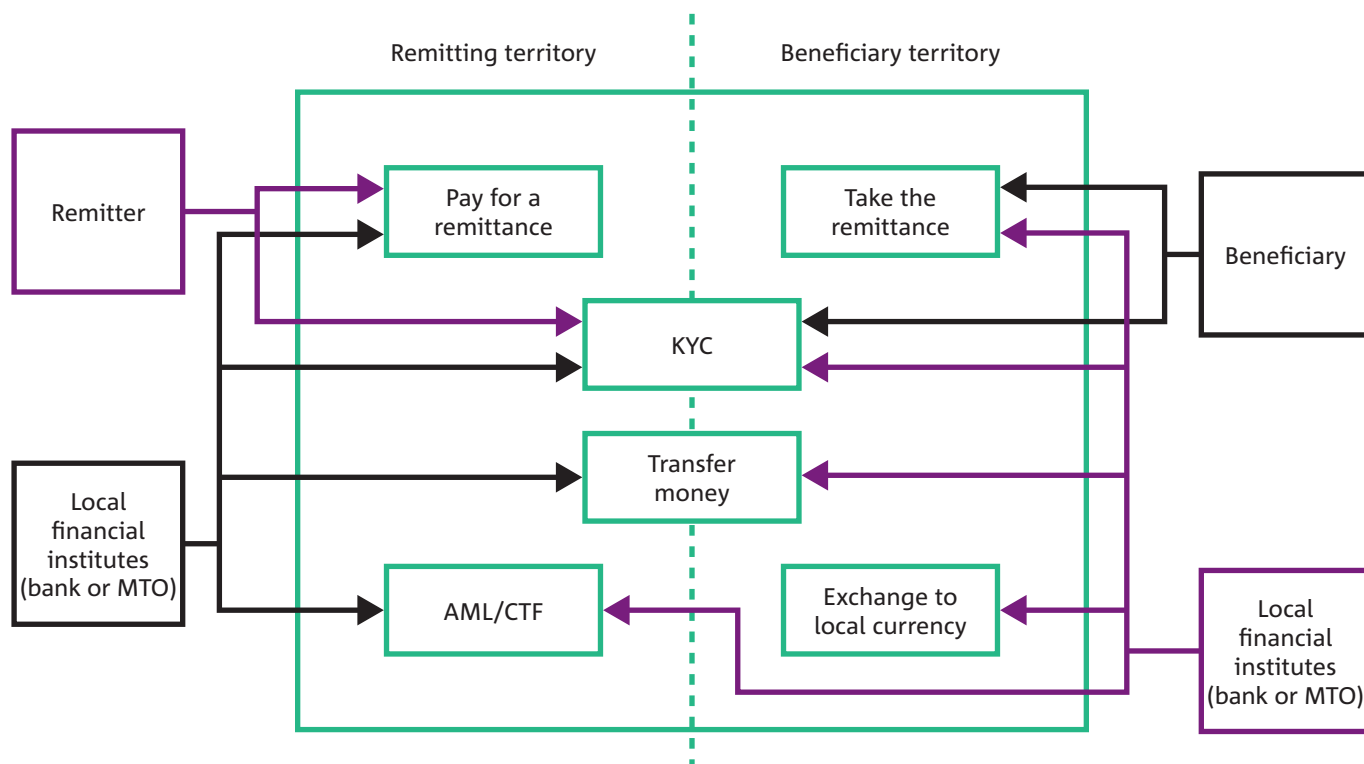 Remitting territory
Beneficiary territory
Remitter
Pay for a
remittance
Take the
remittance
Beneficiary
KYC
Transfer
money
Local
financial
institutes
(bank or MTO)
AML/CTF
Exchange to
local currency
Local
financial
institutes
(bank or MTO)